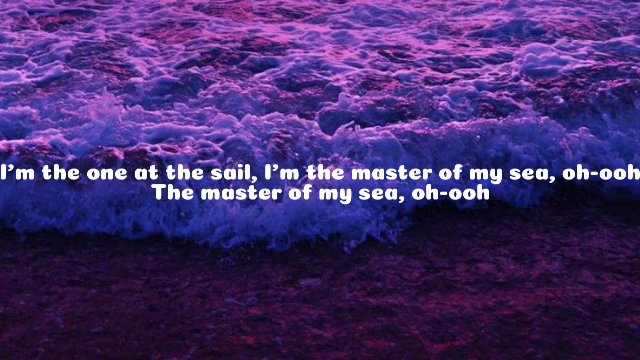 I'm the one at the sail, I'm the master of my sea, oh-ooh
The master of my sea, oh-ooh